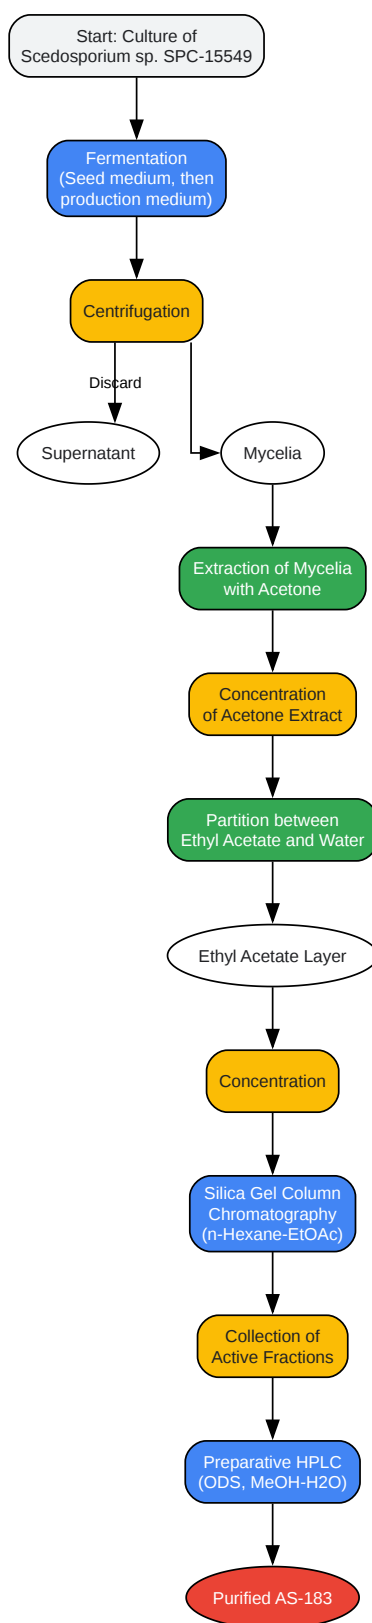 Start: Culture of
Scedosporium sp. SPC-15549
Fermentation
(Seed medium, then
production medium)
Centrifugation
Discard
Supernatant
Mycelia
Extraction of Mycelia
with Acetone
Concentration
of Acetone Extract
Partition between
Ethyl Acetate and Water
Ethyl Acetate Layer
Concentration
Silica Gel Column
Chromatography
(n-Hexane-EtOAc)
Collection of
Active Fractions
Preparative HPLC
(ODS, MeOH-H2O)
Purified AS-183